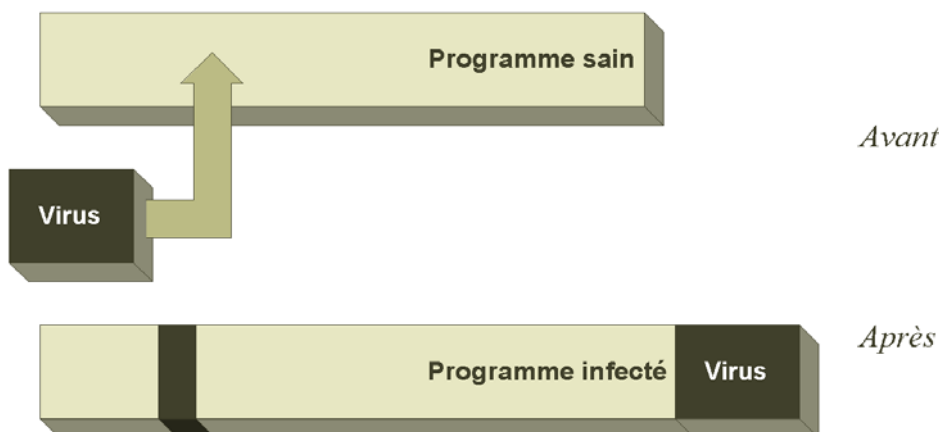 Programme sain
Avant
Virus
Après
Programme infecté
Virus